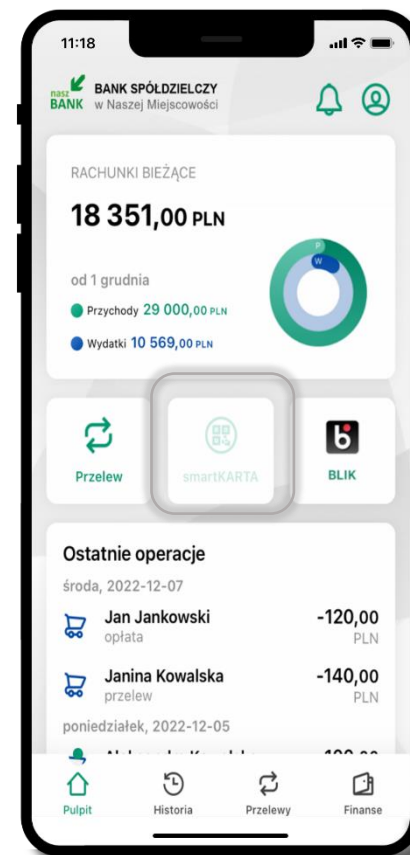 11:18
nasz BANK
BANK SPÓŁDZIELCZY
w Naszej Miejscowości
RACHUNKI BIEŻĄCE
18 351,00 PLN
od 1 grudnia
Przychody 29 000,00 PLN
Wydatki 10 569,00 PLN
P
W
Przelew
smartKARTA
BLIK
Ostatnie operacje
środa, 2022-12-07
Jan Jankowski -120,00
opłata PLN
Janina Kowalska -140,00
przelew PLN
poniedziałek, 2022-12-05
Pulpit Historia Przelewy Finanse